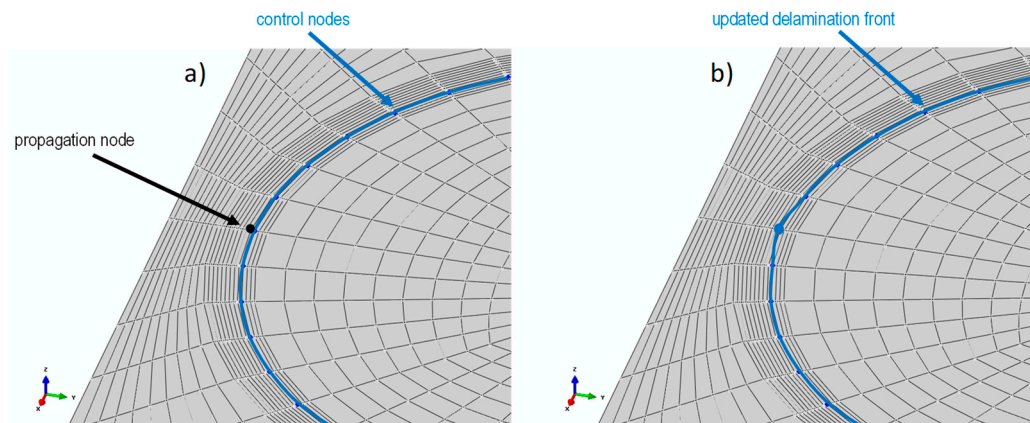 control nodes
updated delamination front
a)
b)
propagation node
z
Y
X
z
Y
X